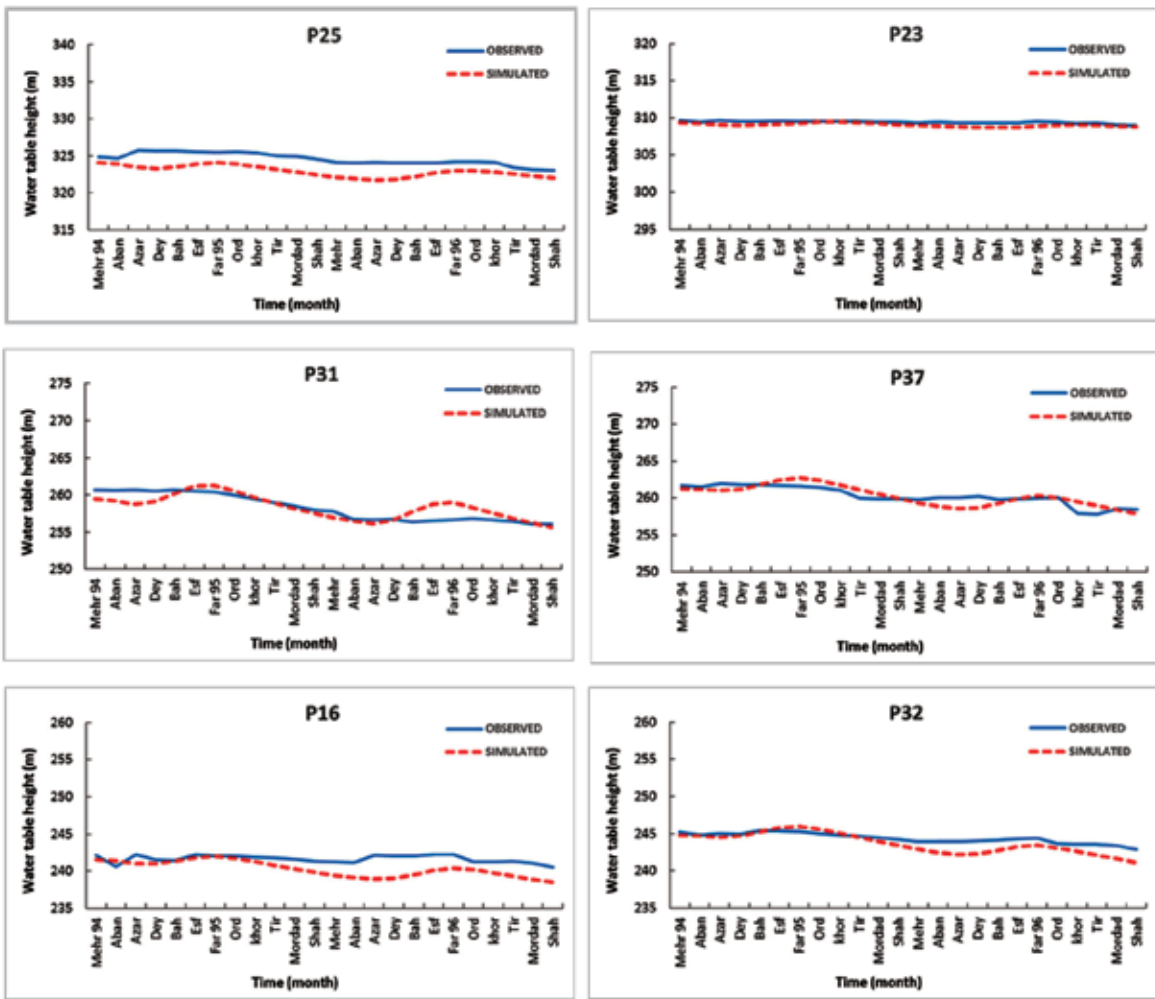 P25
OBSERVED
SIMULATED
Water table height (m)
340
335
330
325
320
315
Mehr 94
Aban
Azar
Dey
Bah
Esf
Far 95
Ord
khor
Tir
Mordad
Shah
Mehr
Aban
Azar
Dey
Bah
Esf
Far 96
Ord
khor
Tir
Mordad
Shah
Time (month)
P23
OBSERVED
SIMULATED
Water table height (m)
320
315
310
305
300
295
Mehr 94
Aban
Azar
Dey
Bah
Esf
Far 95
Ord
khor
Tir
Mordad
Shah
Mehr
Aban
Azar
Dey
Bah
Esf
Far 96
Ord
khor
Tir
Mordad
Shah
Time (month)
P31
OBSERVED
SIMULATED
Water table height (m)
275
270
265
260
255
250
Mehr 94
Aban
Azar
Dey
Bah
Esf
Far 95
Ord
khor
Tir
Mordad
Shah
Mehr
Aban
Azar
Dey
Bah
Esf
Far 96
Ord
khor
Tir
Mordad
Shah
Time (month)
P37
OBSERVED
SIMULATED
Water table height (m)
275
270
265
260
255
250
Mehr 94
Aban
Azar
Dey
Bah
Esf
Far 95
Ord
khor
Tir
Mordad
Shah
Mehr
Aban
Azar
Dey
Bah
Esf
Far 96
Ord
khor
Tir
Mordad
Shah
Time (month)
P16
OBSERVED
SIMULATED
Water table height (m)
260
255
250
245
240
235
Mehr 94
Aban
Azar
Dey
Bah
Esf
Far 95
Ord
khor
Tir
Mordad
Shah
Mehr
Aban
Azar
Dey
Bah
Esf
Far 96
Ord
khor
Tir
Mordad
Shah
Time (month)
P32
OBSERVED
SIMULATED
Water table height (m)
260
255
250
245
240
235
Mehr 94
Aban
Azar
Dey
Bah
Esf
Far 95
Ord
khor
Tir
Mordad
Shah
Mehr
Aban
Azar
Dey
Bah
Esf
Far 96
Ord
khor
Tir
Mordad
Shah
Time (month)